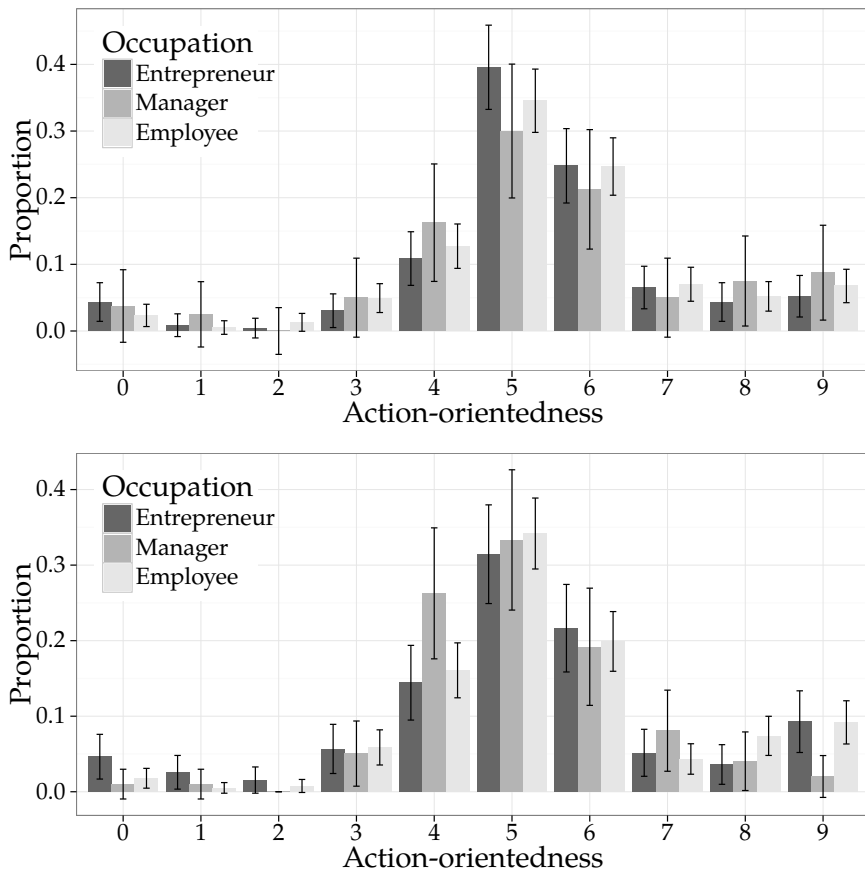 Occupation
Entrepreneur
Manager
Employee
Proportion
0.4
0.3
0.2
0.1
0.0
0 1 2 3 4 5 6 7 8 9
Action-orientedness
Occupation
Entrepreneur
Manager
Employee
Proportion
0.4
0.3
0.2
0.1
0.0
0 1 2 3 4 5 6 7 8 9
Action-orientedness